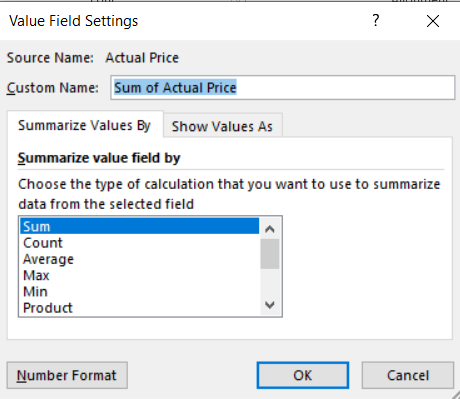 Value Field Settings ?
Source Name: Actual Price
Custom Name: Sum of Actual Price
Summarize Values By Show Values As
Summarize value field by
Choose the type of calculation that you want to use to summarize
data from the selected field
Sum
Count
Average
Max
Min
Product
Number Format OK Cancel